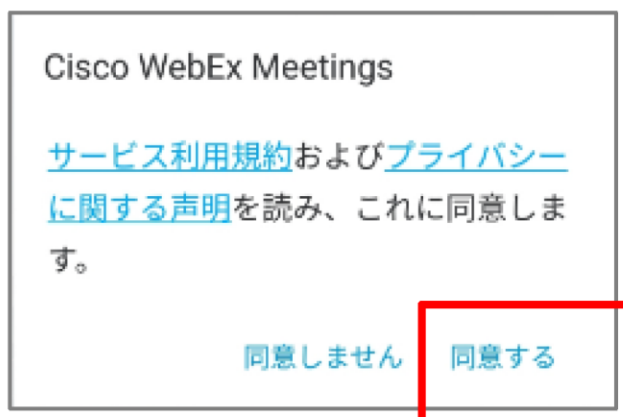 Cisco WebEx Meetings
サービス利用規約およびプライバシー
に関する声明を読み、これに同意しま
す。
同意しません 同意する